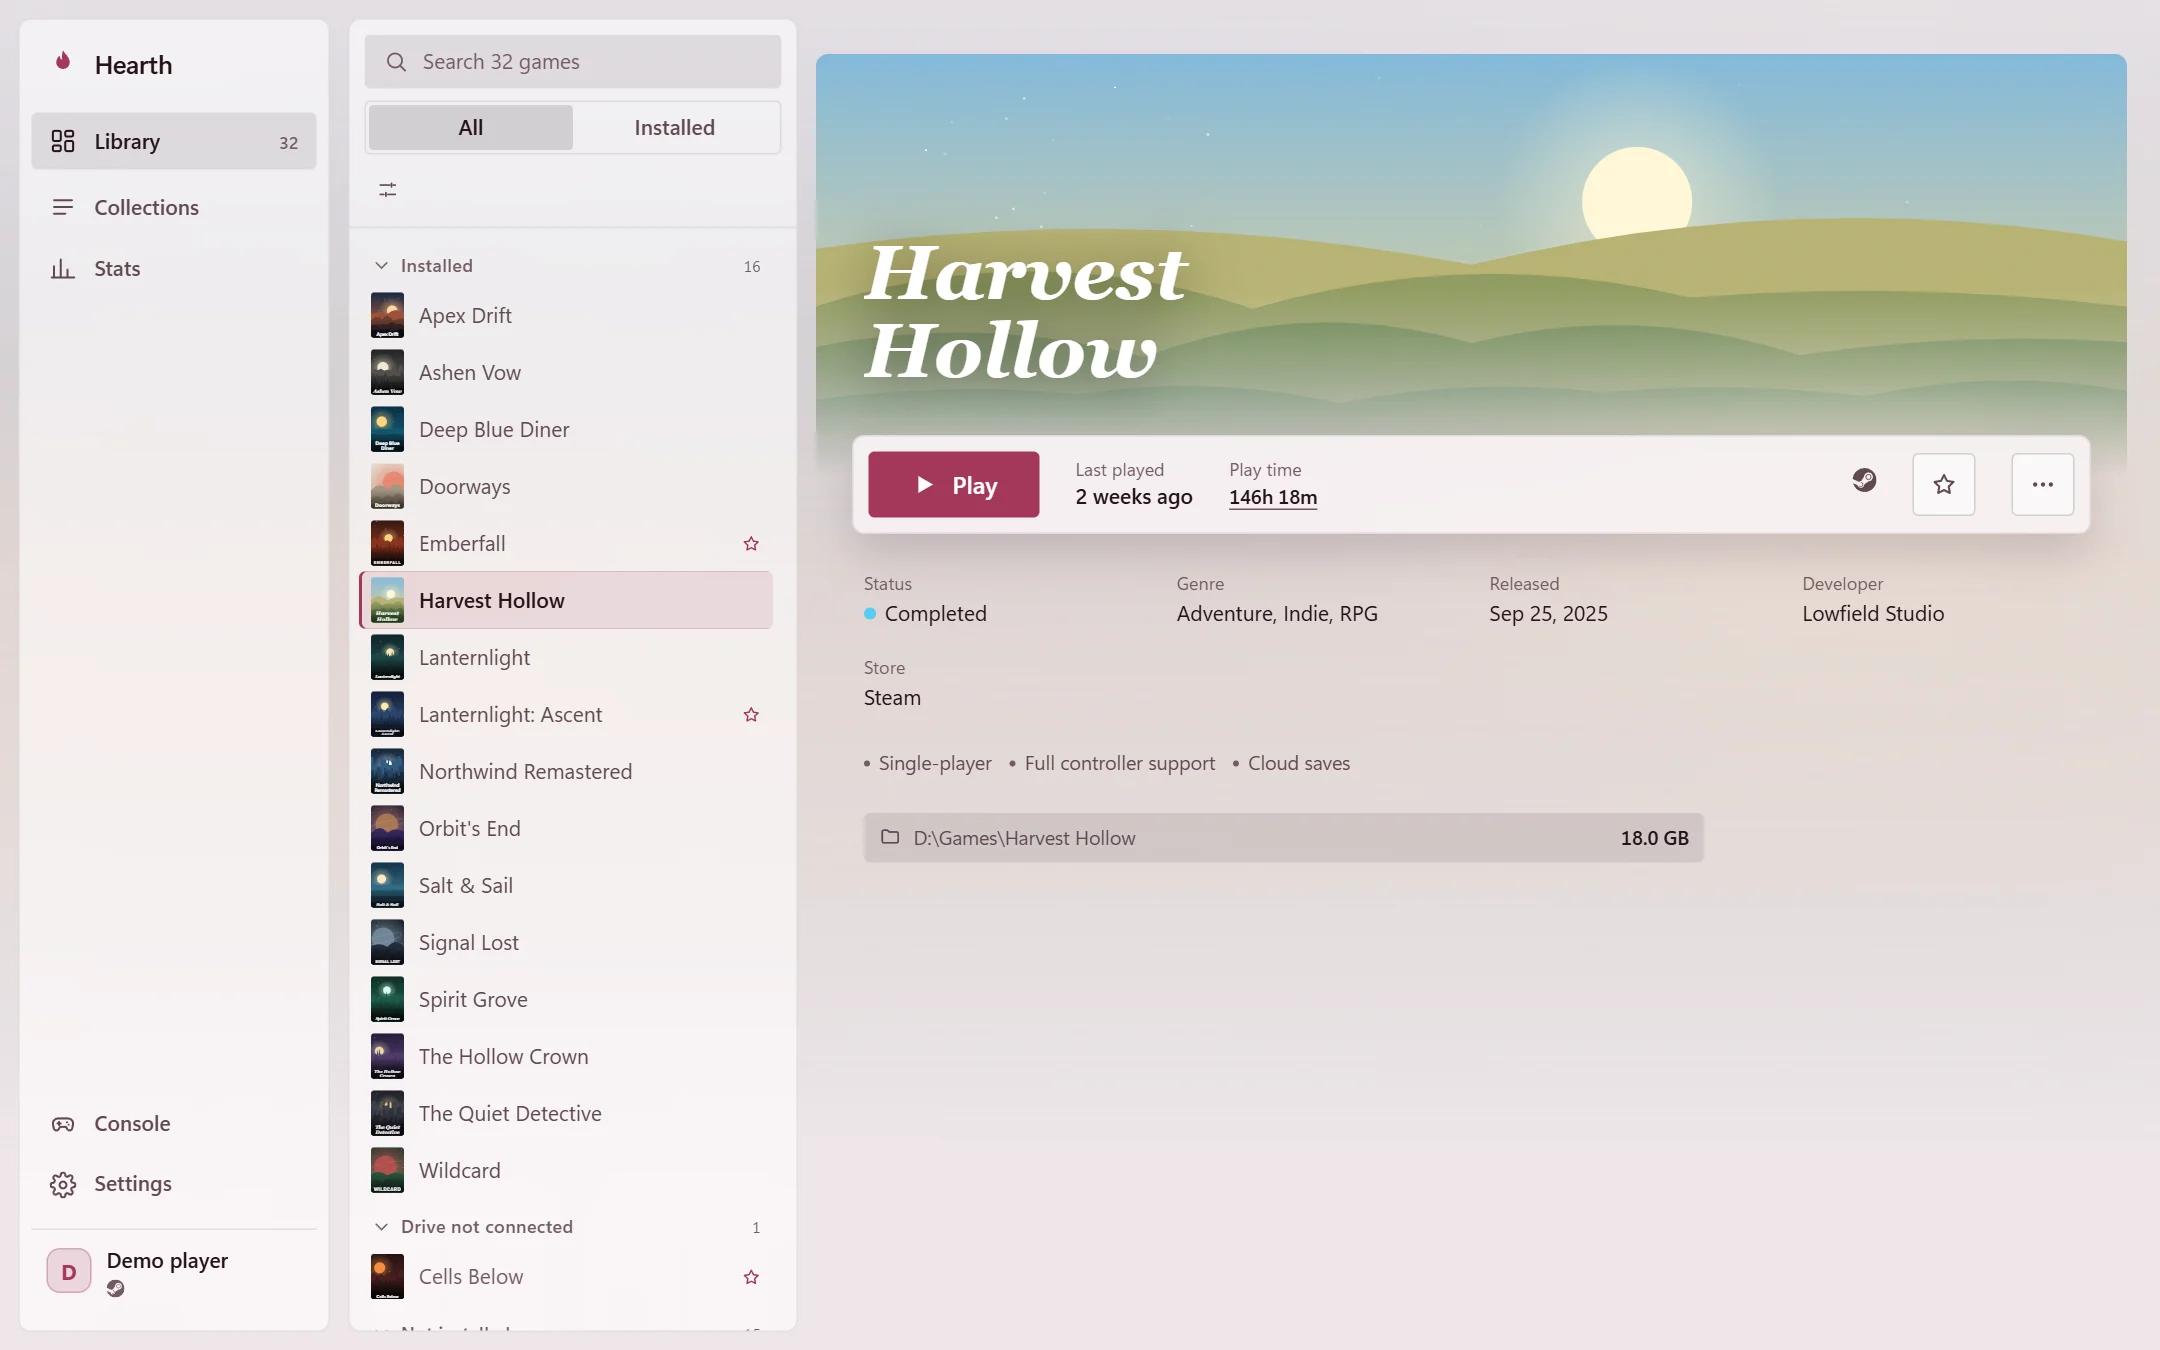 Hearth
Library 32
Collections
Stats
Console
Settings
D
Demo player
Search 32 games
All Installed
Installed 16
Apex Drift
Ashen Vow
Deep Blue Diner
Doorways
Emberfall
Harvest Hollow
Lanternlight
Lanternlight: Ascent
Northwind Remastered
Orbit's End
Salt & Sail
Signal Lost
Spirit Grove
The Hollow Crown
The Quiet Detective
Wildcard
Drive not connected 1
Cells Below
Harvest
Hollow
Play
Last played
2 weeks ago
Play time
146h 18m
Status
Completed
Genre
Adventure, Indie, RPG
Released
Sep 25, 2025
Developer
Lowfield Studio
Store
Steam
• Single-player • Full controller support • Cloud saves
D:\Games\Harvest Hollow 18.0 GB